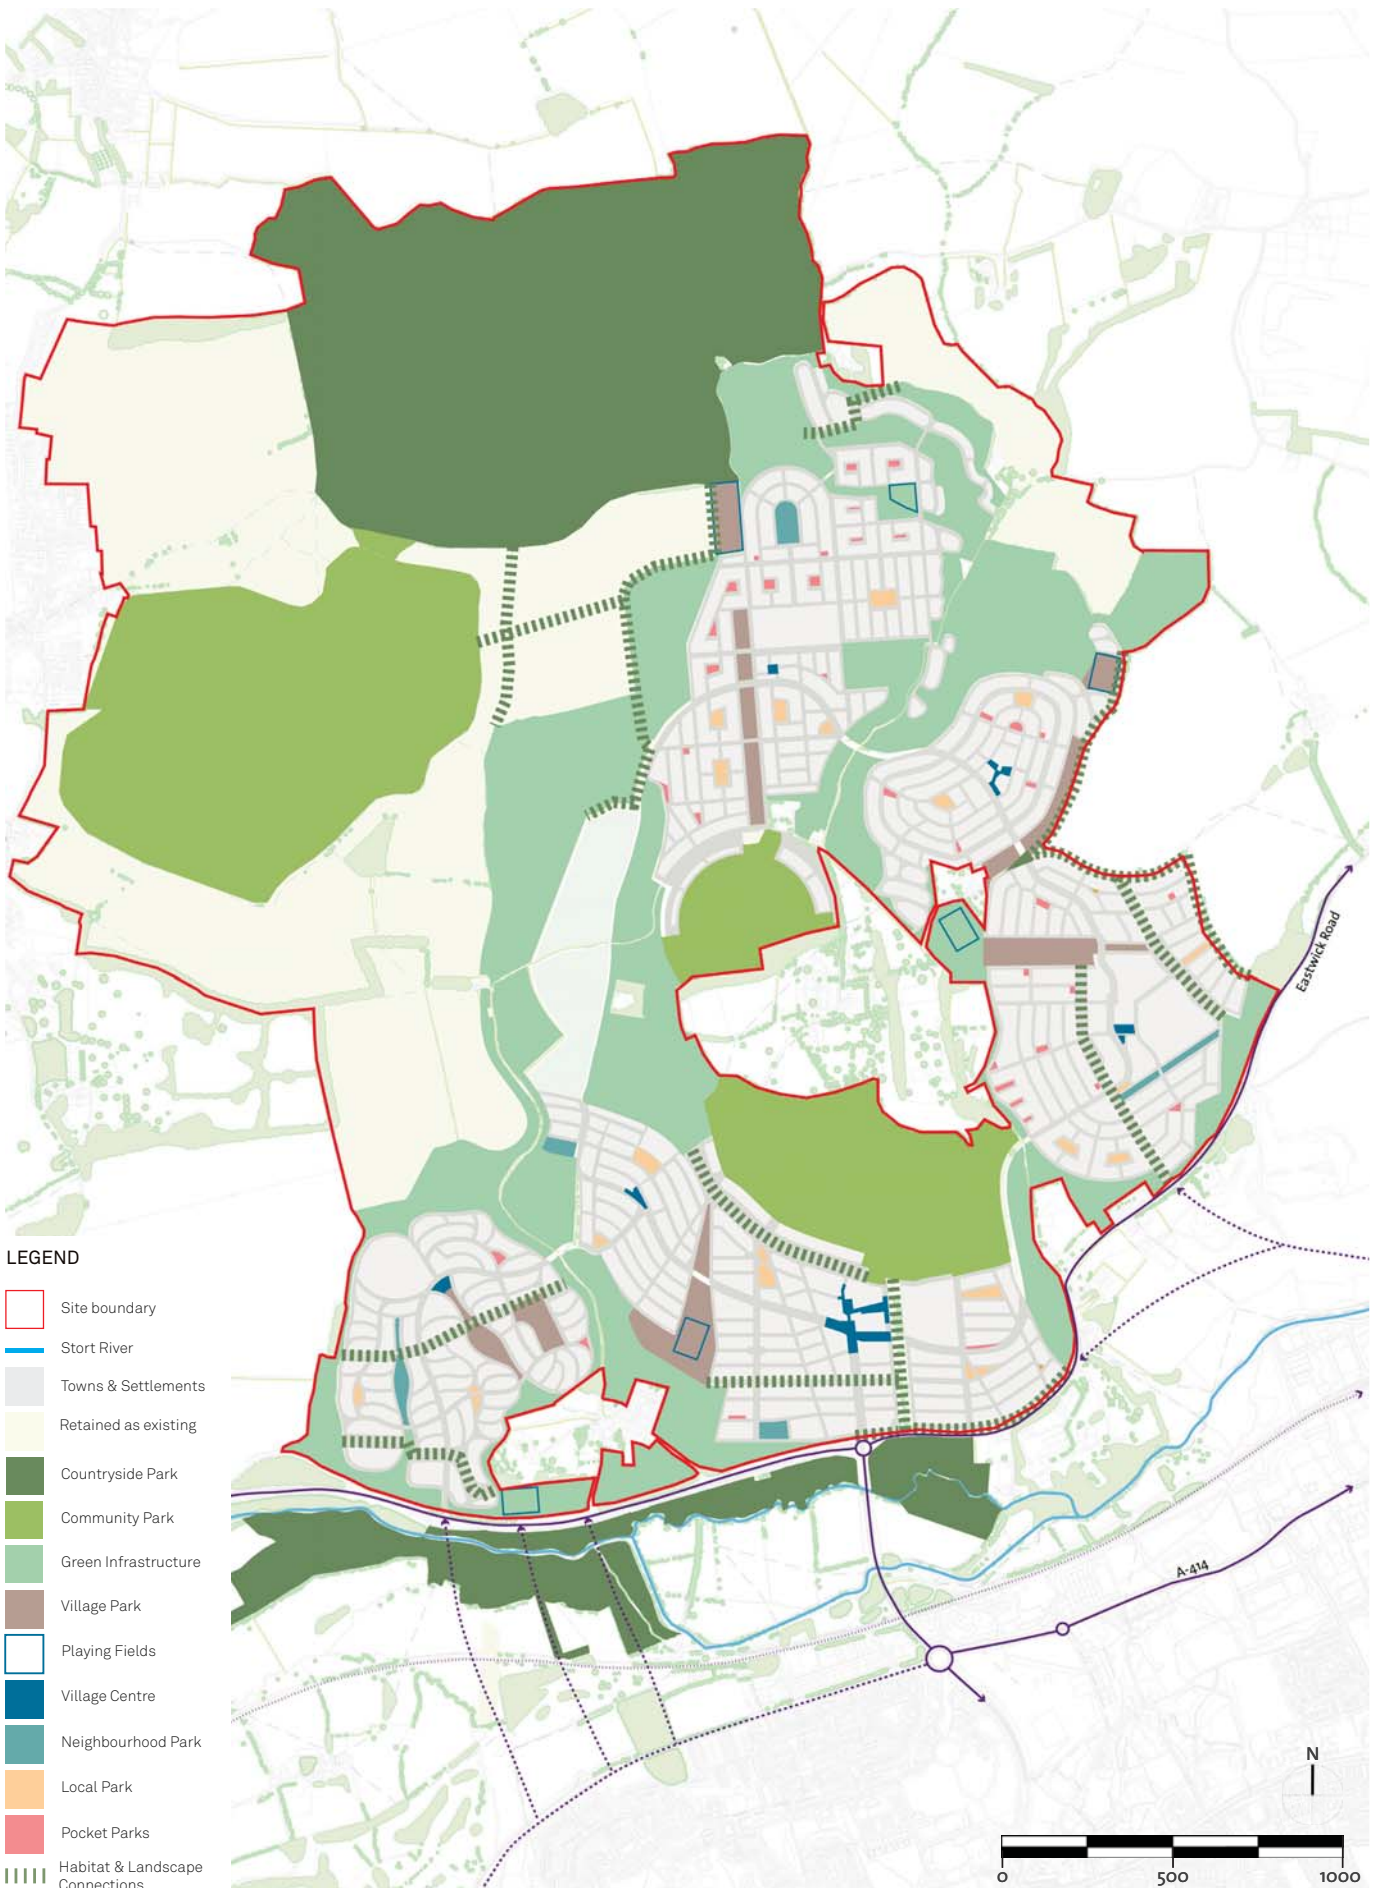 Eastwick Road
LEGEND
Site boundary
Stort River
Towns & Settlements
Retained as existing
Countryside Park
Community Park
Green Infrastructure
Village Park
Playing Fields
Village Centre
Neighbourhood Park
Local Park
Pocket Parks
Habitat & Landscape
Connections
A-414
N
0 500 1000